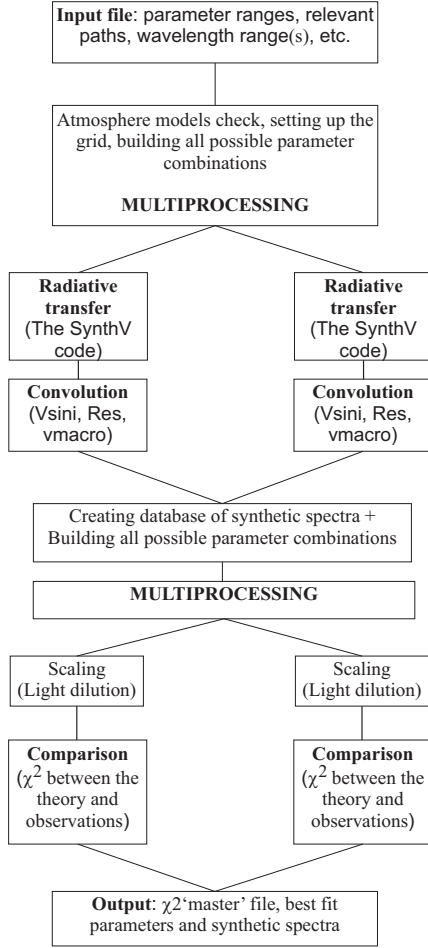 Input file: parameter ranges, relevant
paths, wavelength range(s), etc.
Atmosphere models check, setting up the
grid, building all possible parameter
combinations
MULTIPROCESSING
Radiative
transfer
(The SynthV
code)
Radiative
transfer
(The SynthV
code)
Convolution
(Vsini, Res,
vmacro)
Convolution
(Vsini, Res,
vmacro)
Creating database of synthetic spectra +
Building all possible parameter combinations
MULTIPROCESSING
Scaling
(Light dilution)
Scaling
(Light dilution)
Comparison
(χ² between the
theory and
observations)
Comparison
(χ² between the
theory and
observations)
Output: χ2‘master’ file, best fit
parameters and synthetic spectra